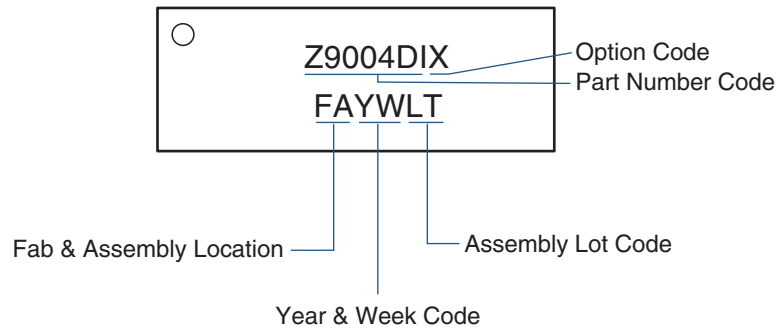 Z9004DIX
Option Code
Part Number Code
FAYWLT
Fab & Assembly Location
Assembly Lot Code
Year & Week Code